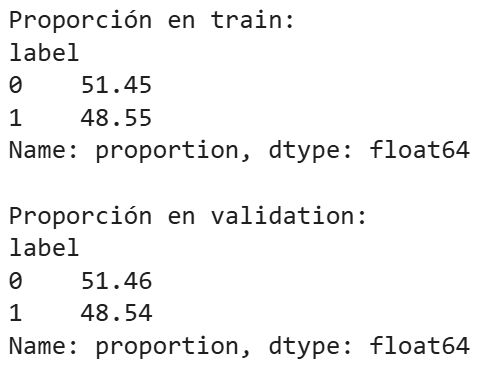 Proporción en train:
label
0    51.45
1    48.55
Name: proportion, dtype: float64

Proporción en validation:
label
0    51.46
1    48.54
Name: proportion, dtype: float64